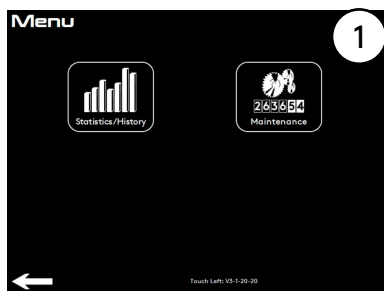 Menu
1
263654
Statistics/History
Maintenance
Touch Left: V3-1-20-20